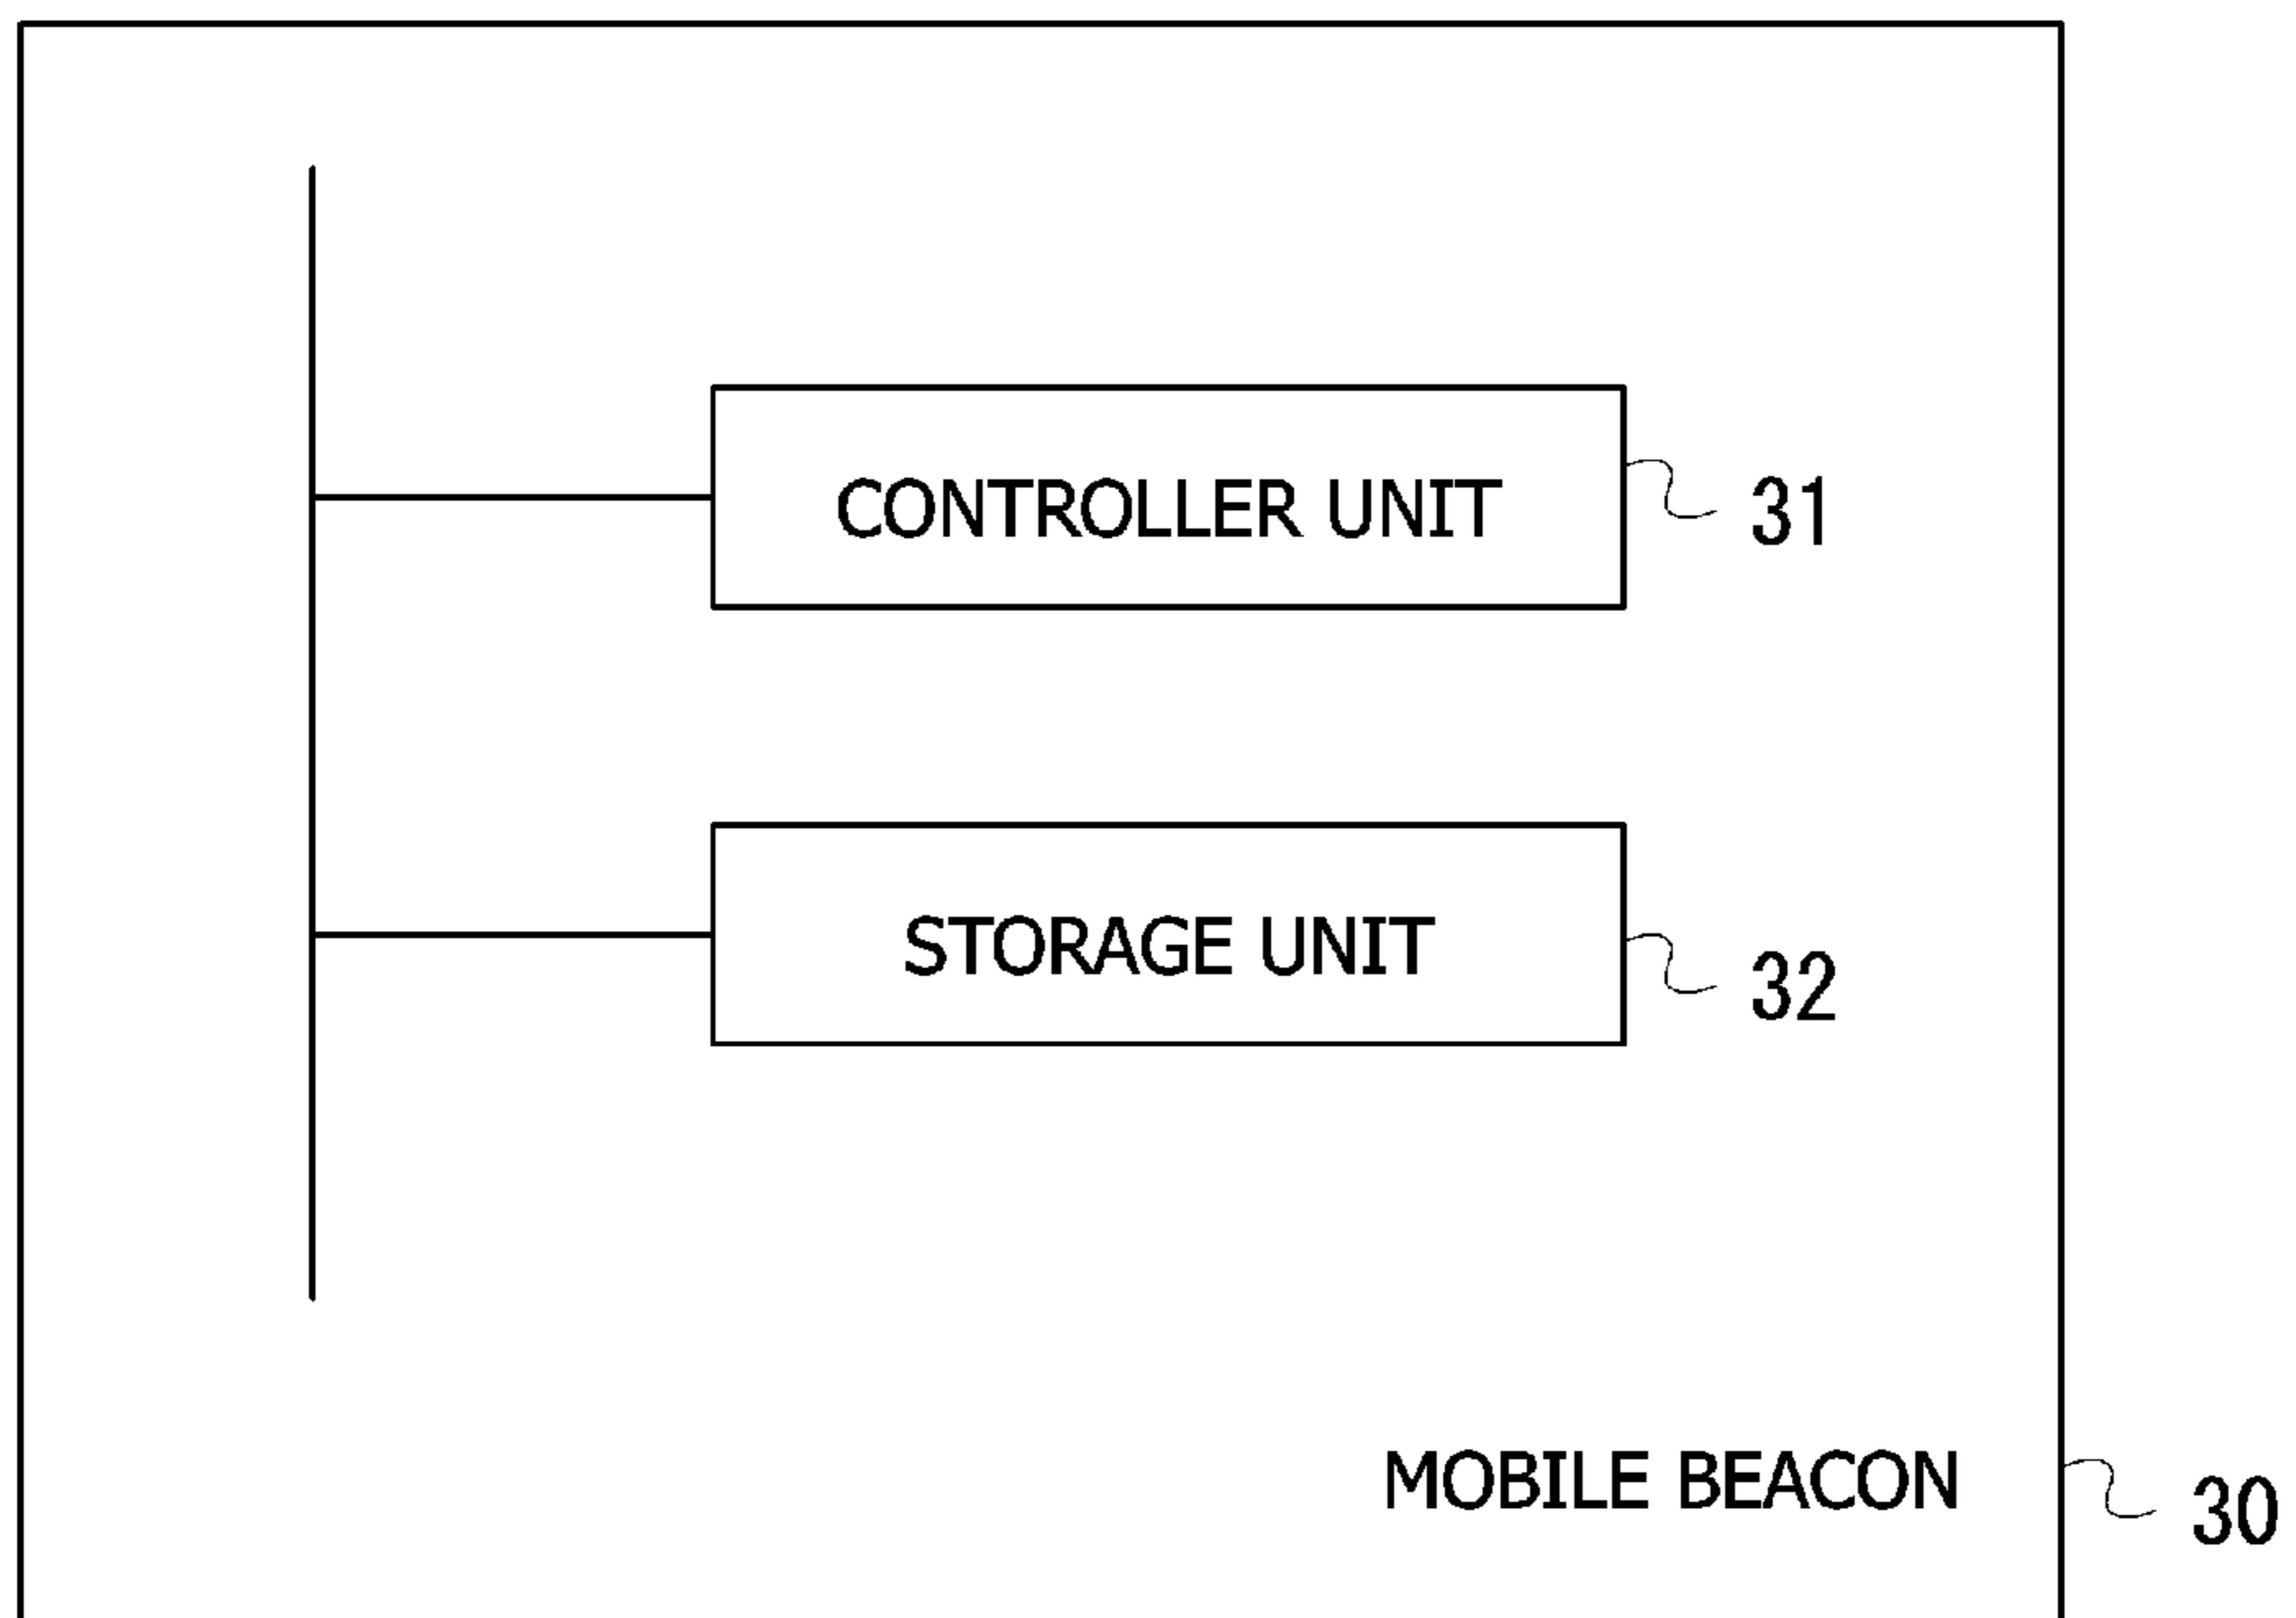 CONTROLLER UNIT
31
STORAGE UNIT
32
MOBILE BEACON
30